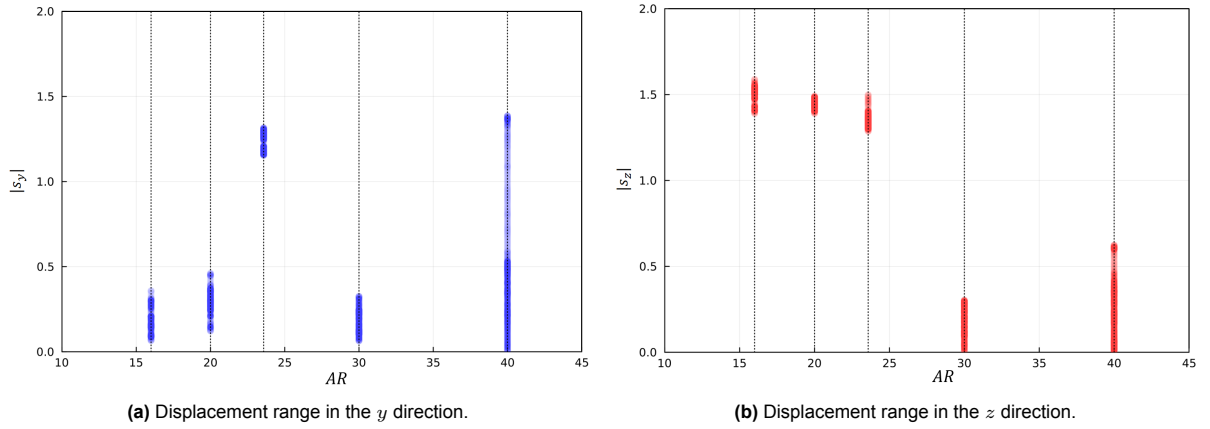 2.0
1.5
1.0
0.5
0.0
|s_y|
10 15 20 25 30 35 40 45
AR
(a) Displacement range in the y direction.
2.0
1.5
1.0
0.5
0.0
|s_z|
10 15 20 25 30 35 40 45
AR
(b) Displacement range in the z direction.